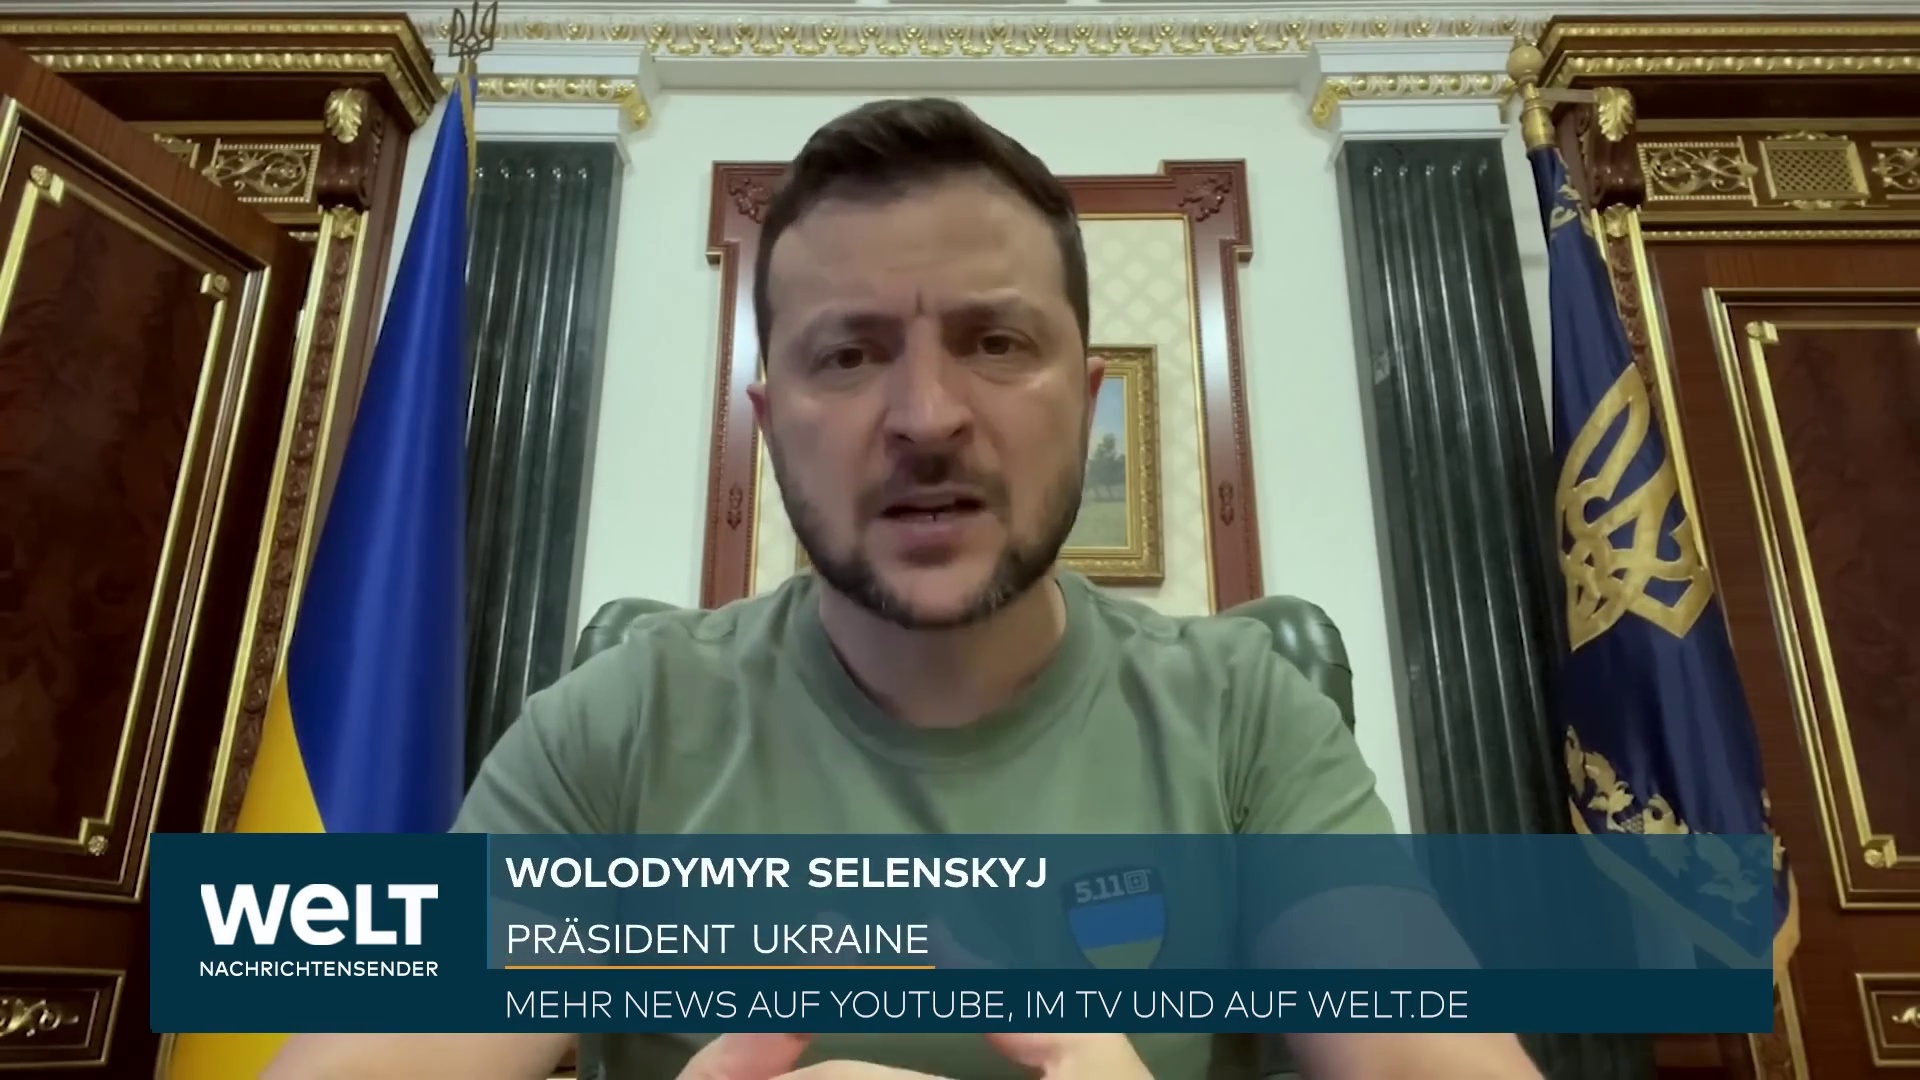 WOLODYMYR SELENSKYJ
5.11
PRÄSIDENT UKRAINE
WELT
NACHRICHTENSENDER
MEHR NEWS AUF YOUTUBE, IM TV UND AUF WELT.DE